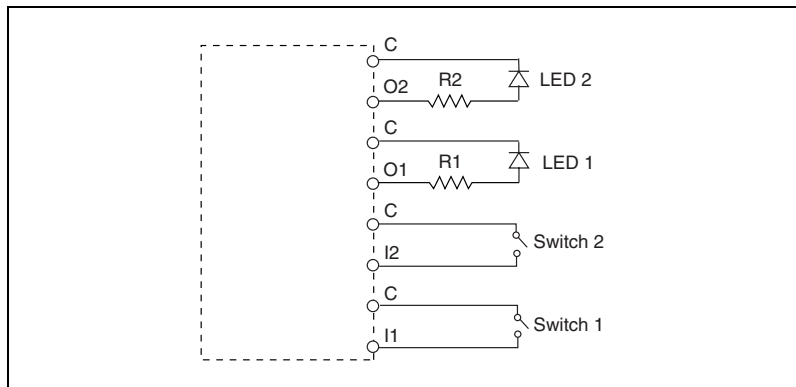 C
R2
LED 2
O2
C
R1
LED 1
O1
C
Switch 2
I2
C
Switch 1
I1